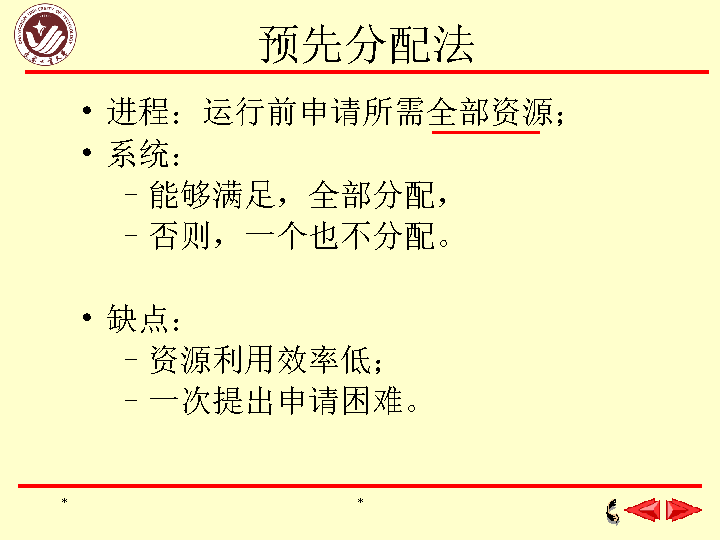 预先分配法
• 进程：运行前申请所需全部资源；
• 系统：
– 能够满足，全部分配，
– 否则，一个也不分配。
• 缺点：
– 资源利用效率低；
– 一次提出申请困难。
* *